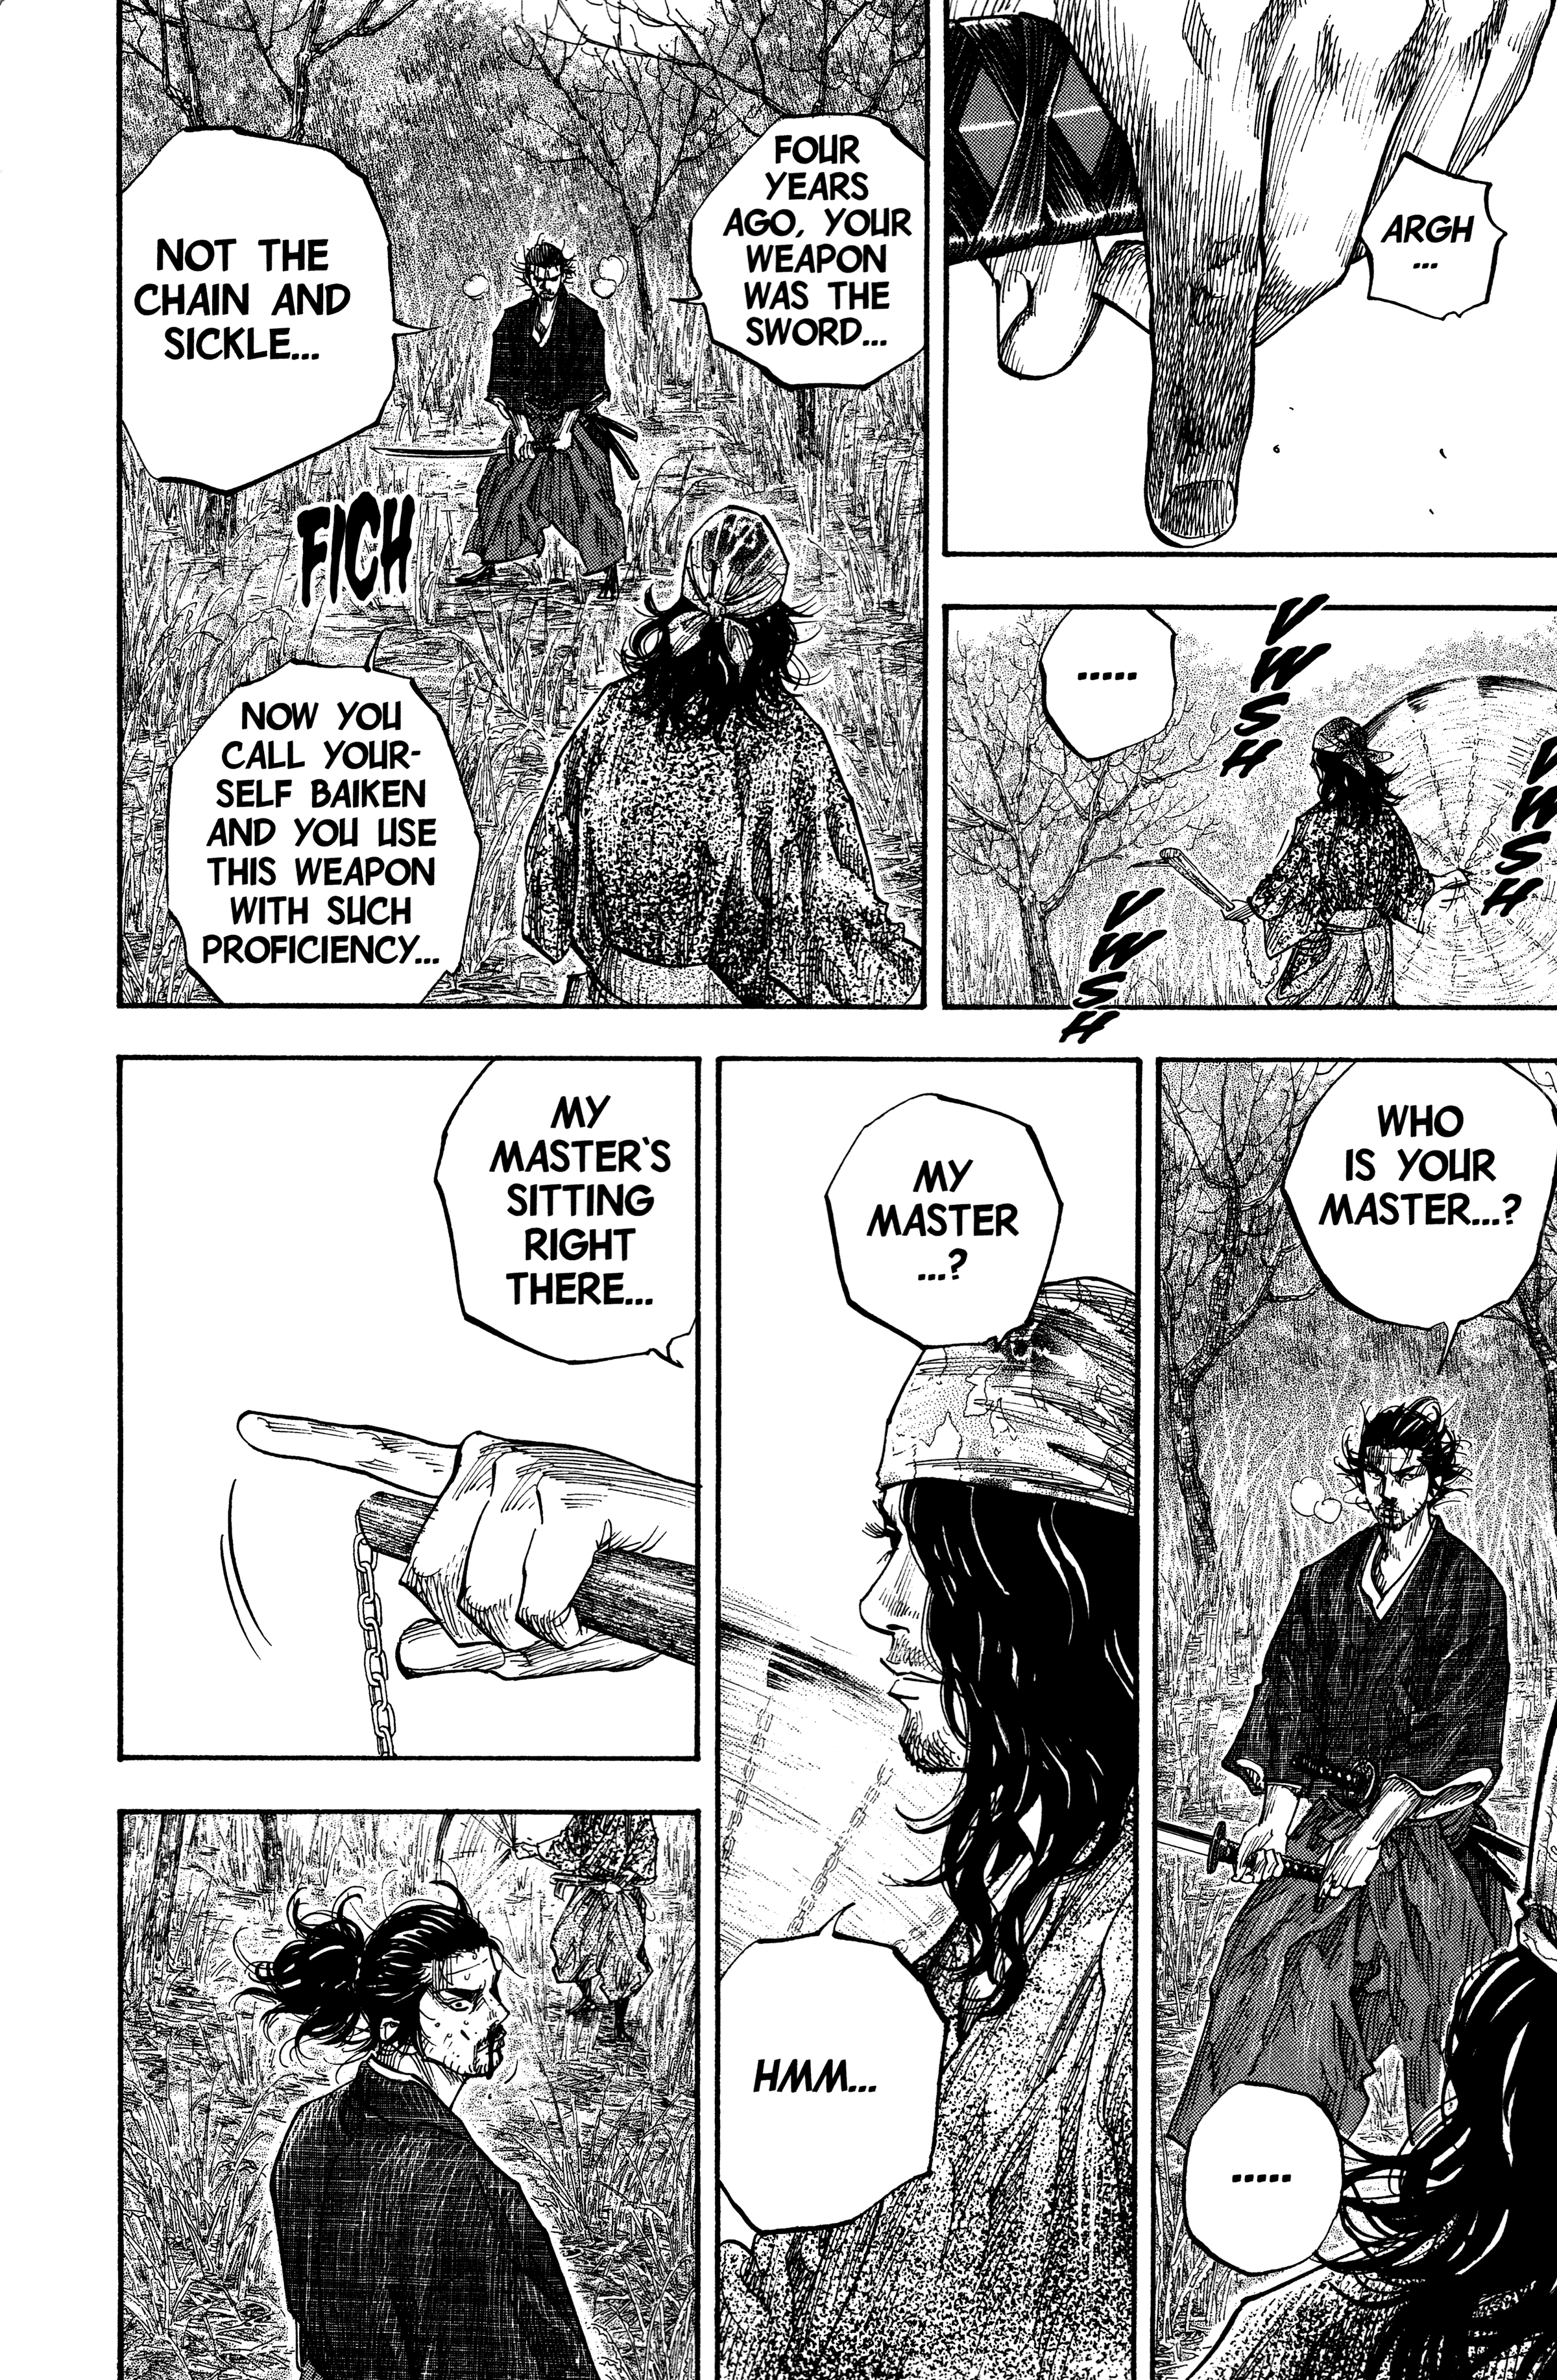 ARGH
...
.....
VWSH
VWSH
VWSH
FOUR
YEARS
AGO, YOUR
WEAPON
WAS THE
SWORD...
NOT THE
CHAIN AND
SICKLE...
FICH
NOW YOU
CALL YOUR-
SELF BAIKEN
AND YOU USE
THIS WEAPON
WITH SUCH
PROFICIENCY...
WHO
IS YOUR
MASTER...?
.....
MY
MASTER
...?
HMM...
MY
MASTER'S
SITTING
RIGHT
THERE...